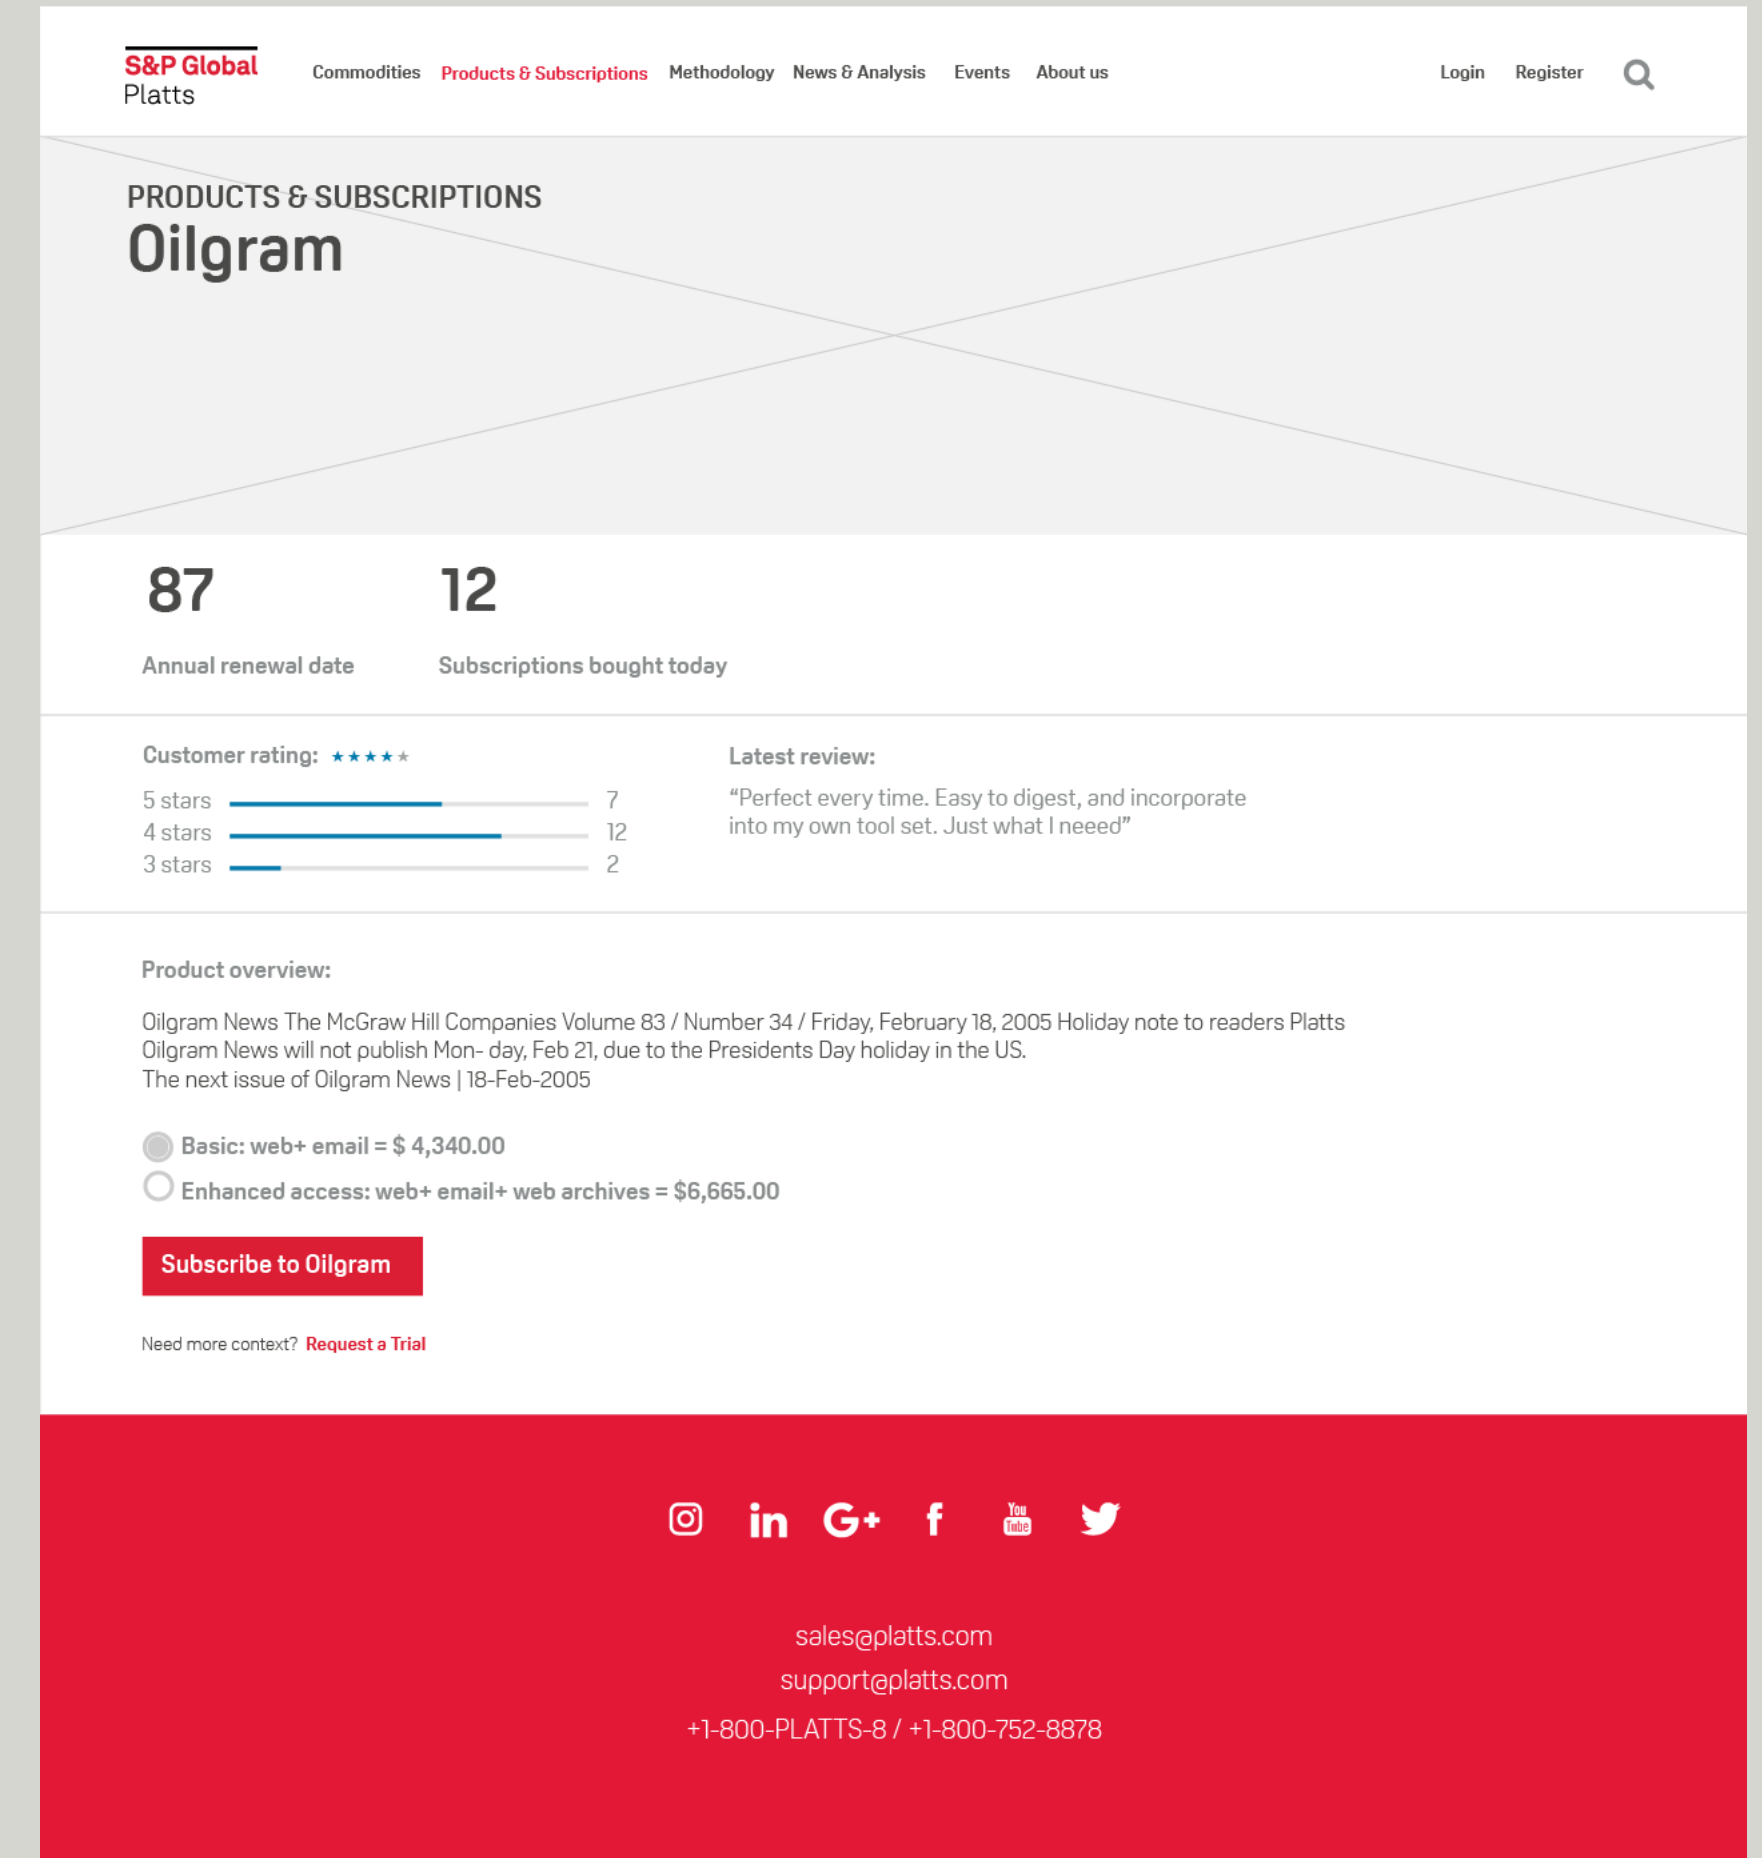 S&P Global
Platts
Commodities Products & Subscriptions Methodology News & Analysis Events About us Login Register
PRODUCTS & SUBSCRIPTIONS
Oilgram
87 12
Annual renewal date Subscriptions bought today
Customer rating:
5 stars 7
4 stars 12
3 stars 2
Latest review:
“Perfect every time. Easy to digest, and incorporate
into my own tool set. Just what I neeed”
Product overview:
Oilgram News The McGraw Hill Companies Volume 83 / Number 34 / Friday, February 18, 2005 Holiday note to readers Platts
Oilgram News will not publish Mon- day, Feb 21, due to the Presidents Day holiday in the US.
The next issue of Oilgram News | 18-Feb-2005
Basic: web+ email = $ 4,340.00
Enhanced access: web+ email+ web archives = $6,665.00
Subscribe to Oilgram
Need more context? Request a Trial
in G+ f You Tube
sales@platts.com
support@platts.com
+1-800-PLATTS-8 / +1-800-752-8878